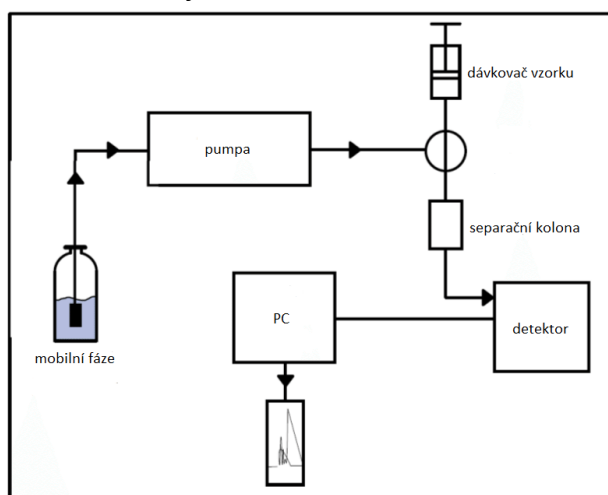 dávkovač vzorku
pumpa
separační kolona
PC
detektor
mobilní fáze